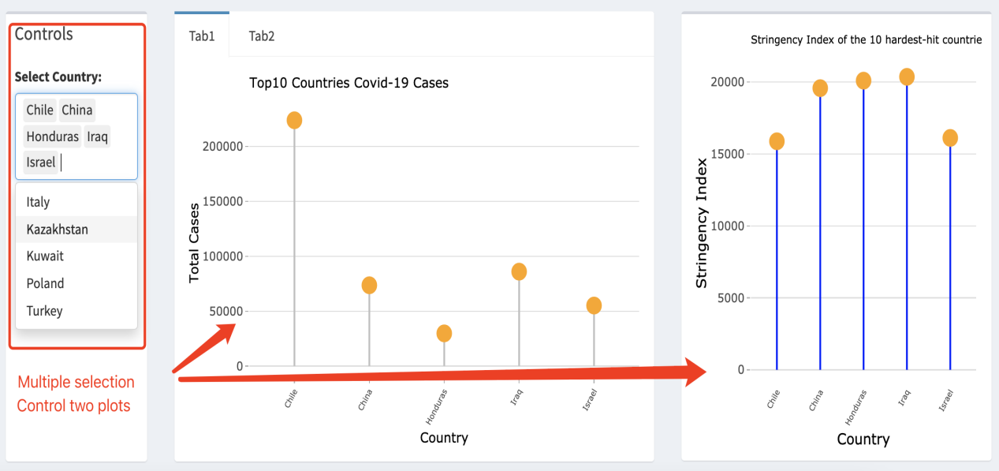 Controls
Select Country:
Chile China
Honduras Iraq
Israel
Italy
Kazakhstan
Kuwait
Poland
Turkey
Multiple selection
Control two plots
Tab1 Tab2
Top10 Countries Covid-19 Cases
Total Cases
200000
150000
100000
50000
0
Chile China Honduras Iraq Israel
Country
Stringency Index of the 10 hardest-hit countrie
Stringency Index
20000
15000
10000
5000
0
Chile China Honduras Iraq Israel
Country